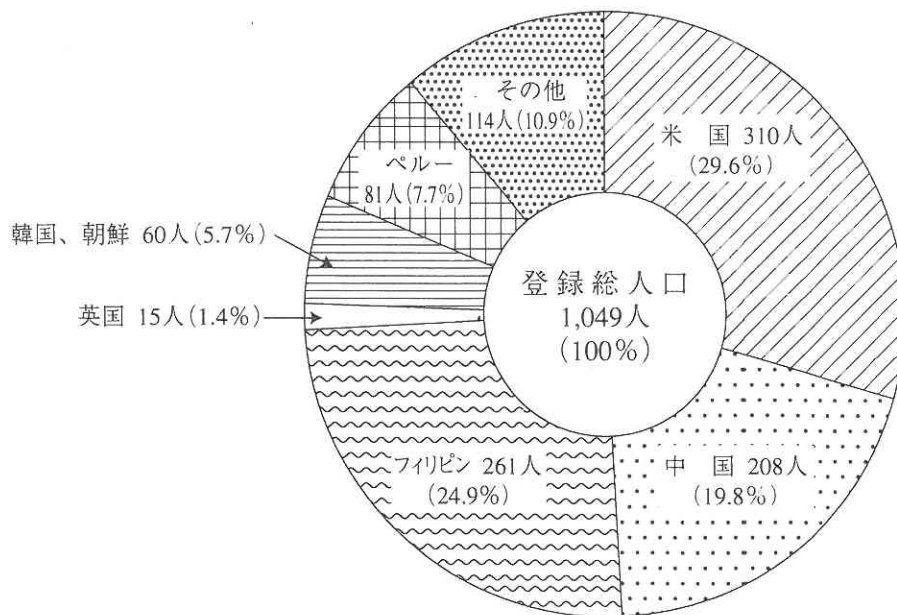 その他
114人(10.9%)
米 国 310人
(29.6%)
ペルー
81人(7.7%)
韓国、朝鮮 60人(5.7%)
英国 15人(1.4%)
登録総人口
1,049人
(100%)
フィリピン 261人
(24.9%)
中 国 208人
(19.8%)